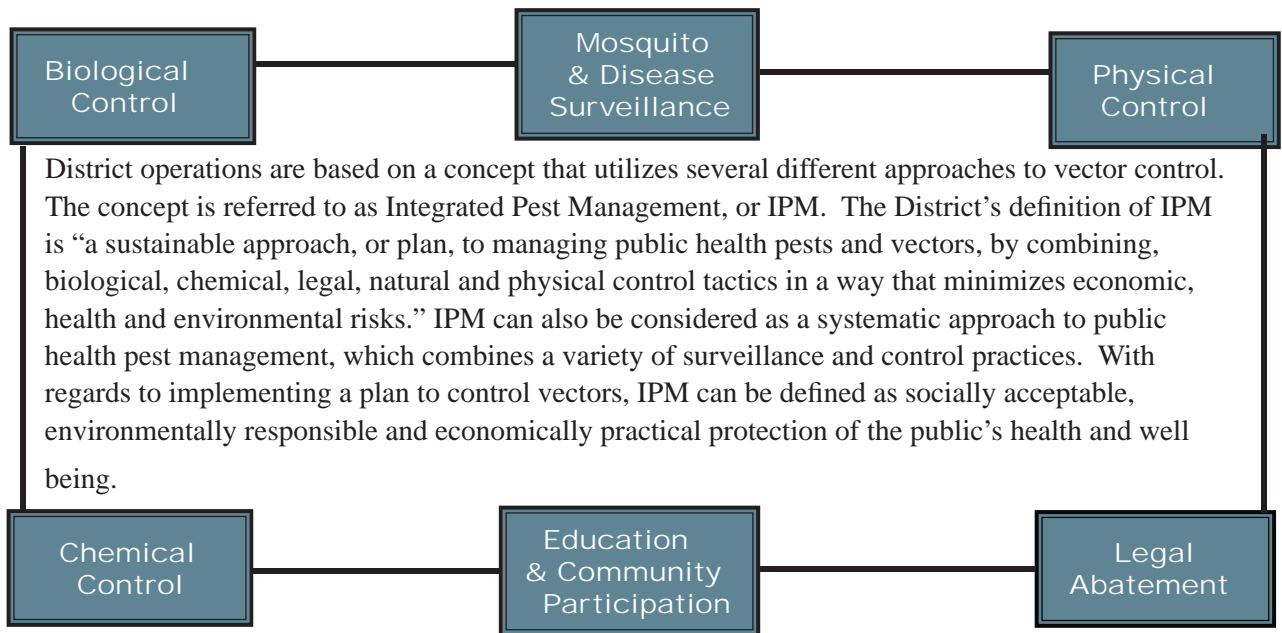 Biological
Control
Mosquito
& Disease
Surveillance
Physical
Control
District operations are based on a concept that utilizes several different approaches to vector control.
The concept is referred to as Integrated Pest Management, or IPM.  The District’s definition of IPM
is “a sustainable approach, or plan, to managing public health pests and vectors, by combining,
biological, chemical, legal, natural and physical control tactics in a way that minimizes economic,
health and environmental risks.” IPM can also be considered as a systematic approach to public
health pest management, which combines a variety of surveillance and control practices.  With
regards to implementing a plan to control vectors, IPM can be defined as socially acceptable,
environmentally responsible and economically practical protection of the public’s health and well
being.
Chemical
Control
Education
& Community
Participation
Legal
Abatement